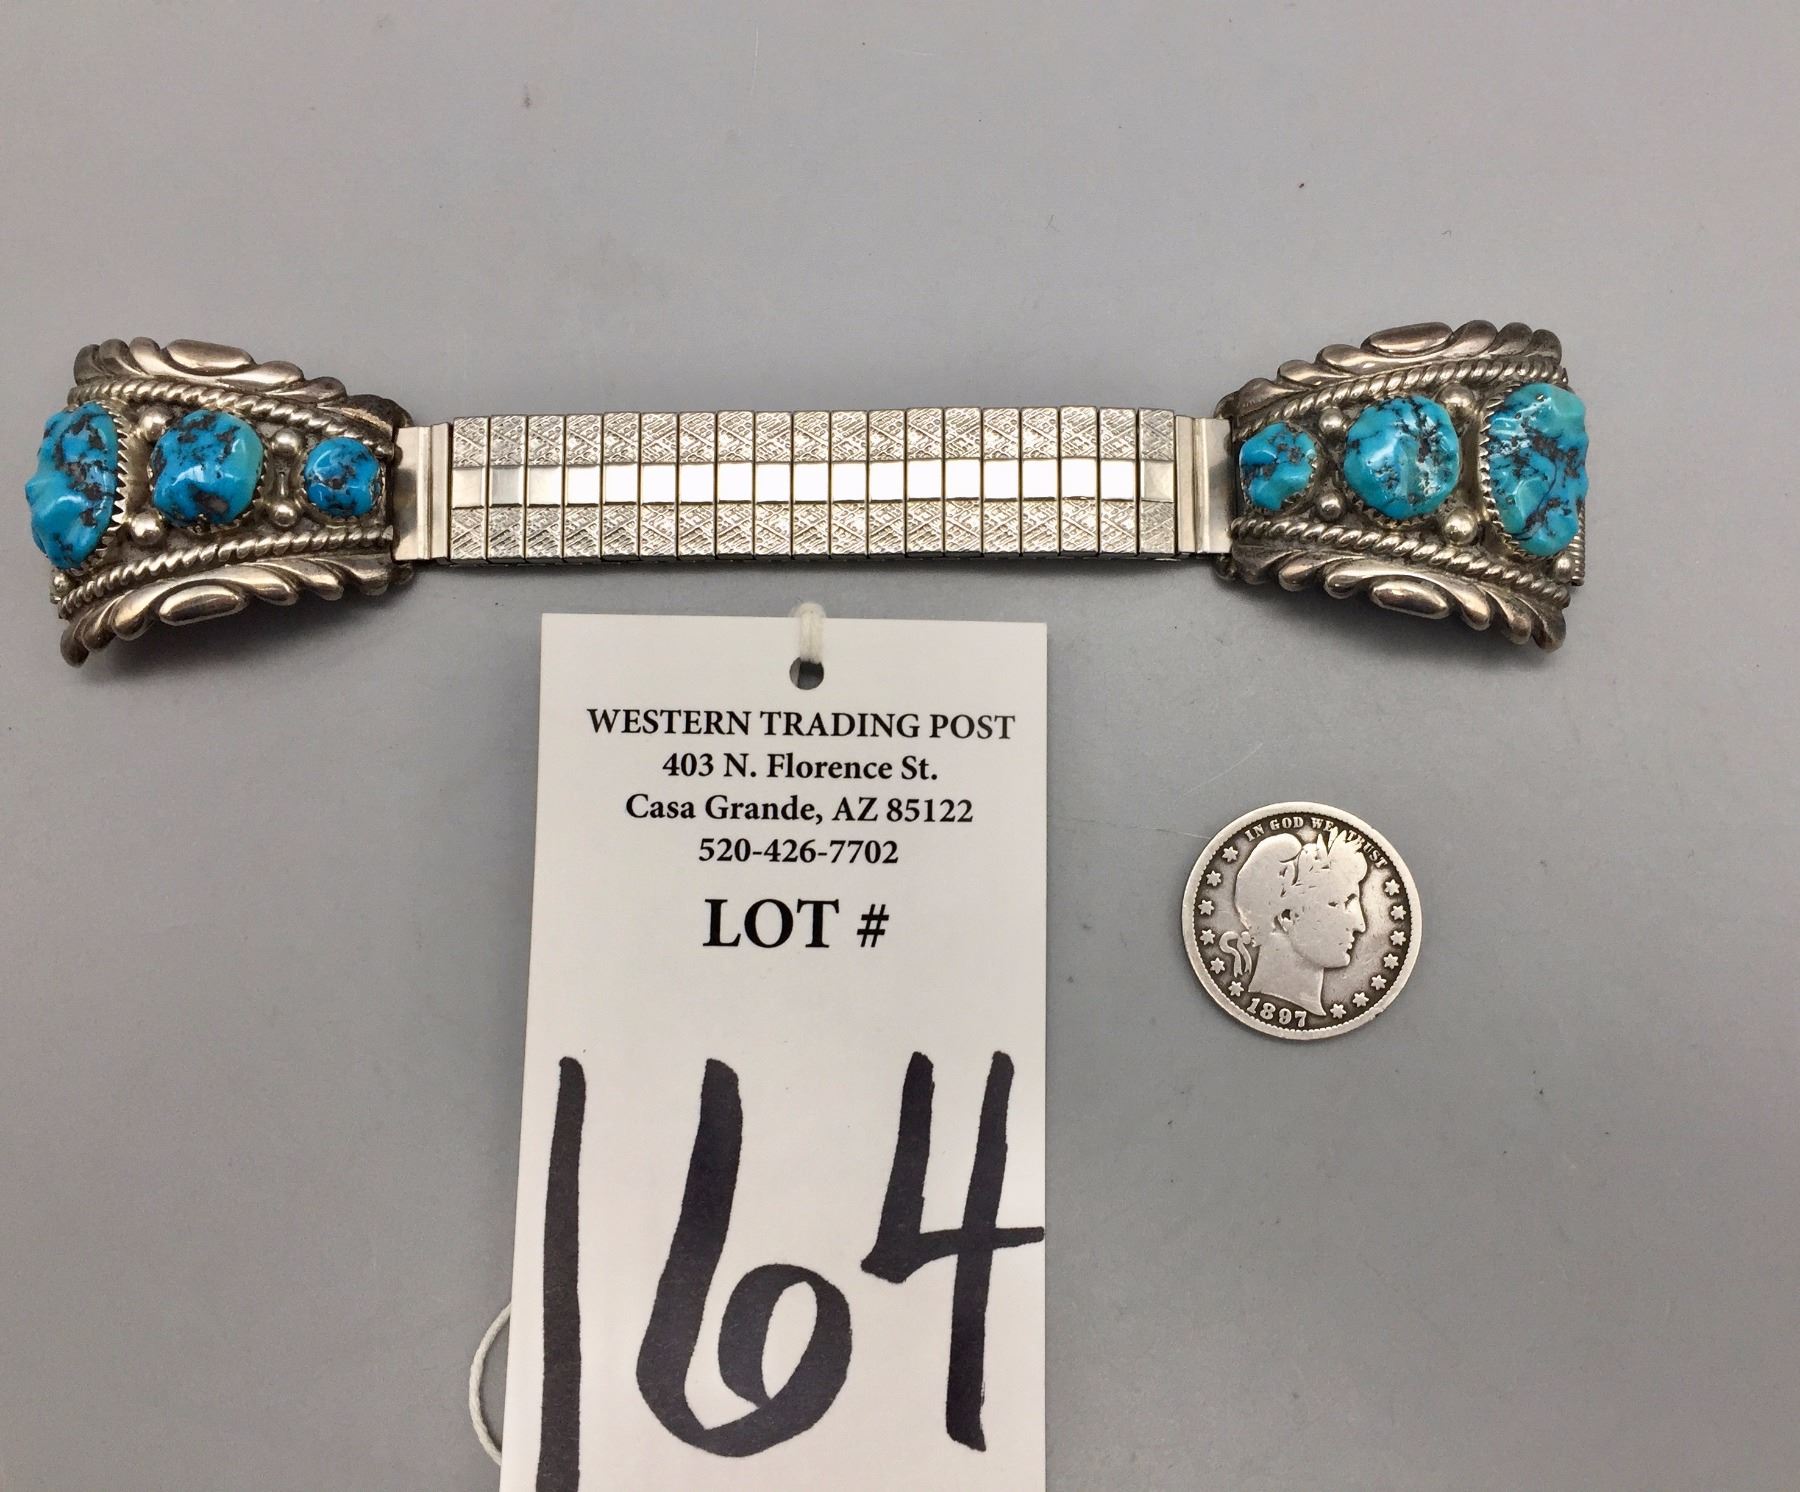 WESTERN TRADING POST
403 N. Florence St.
Casa Grande, AZ 85122
520-426-7702
LOT #
164
IN GOD WE TRUST
1897